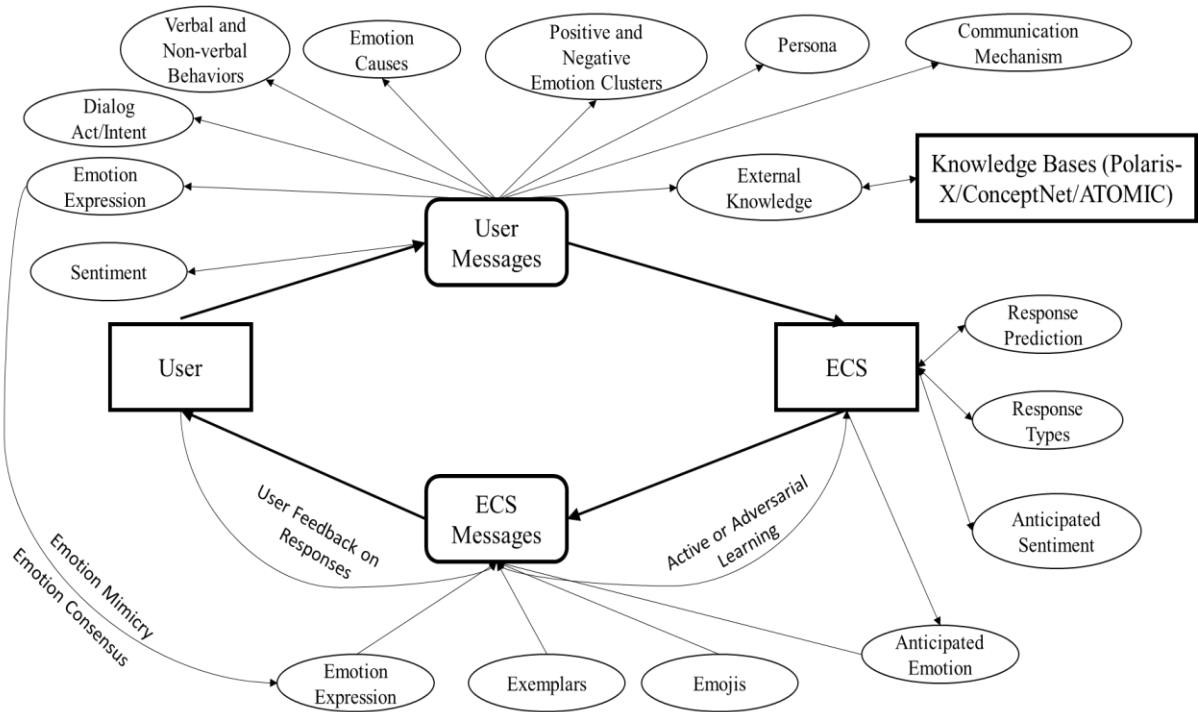 Verbal and
Non-verbal
Behaviors
Emotion
Causes
Positive and
Negative
Emotion Clusters
Persona
Communication
Mechanism
Dialog
Act/Intent
Emotion
Expression
External
Knowledge
Knowledge Bases (Polaris-
X/ConceptNet/ATOMIC)
User
Messages
Sentiment
Response
Prediction
User
ECS
Response
Types
ECS
Messages
User Feedback on
Responses
Active or Adversarial
Learning
Anticipated
Sentiment
Emotion Mimicry
Emotion Consensus
Emotion
Expression
Exemplars
Emojis
Anticipated
Emotion